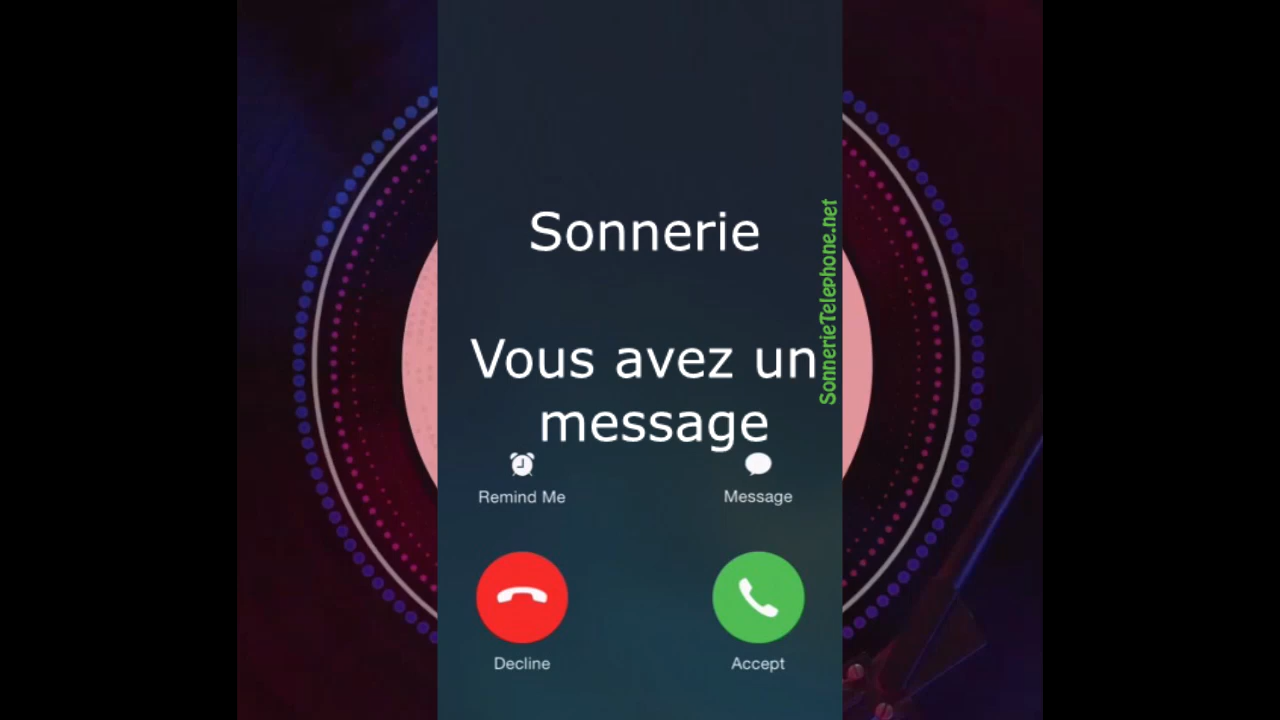 Sonnerie
Vous avez un
message
SonnerieTelephone.net
Remind Me
Message
Decline
Accept